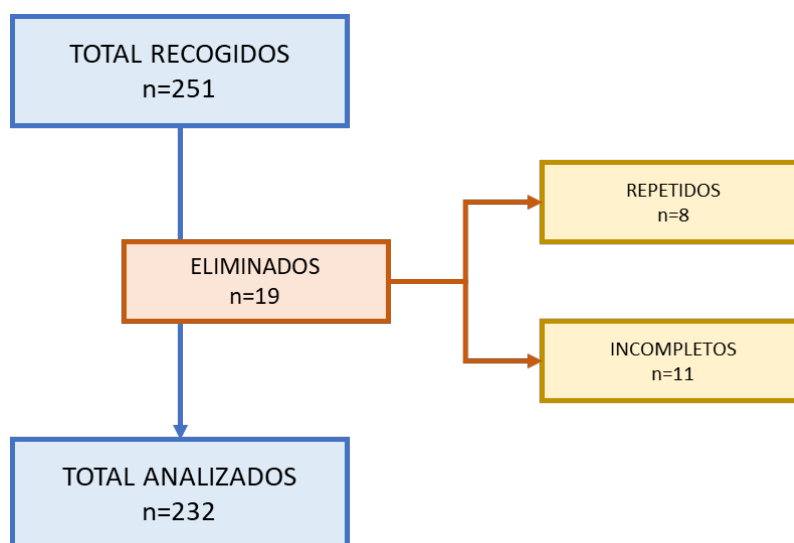 TOTAL RECOGIDOS
n=251
REPETIDOS
n=8
ELIMINADOS
n=19
INCOMPLETOS
n=11
TOTAL ANALIZADOS
n=232